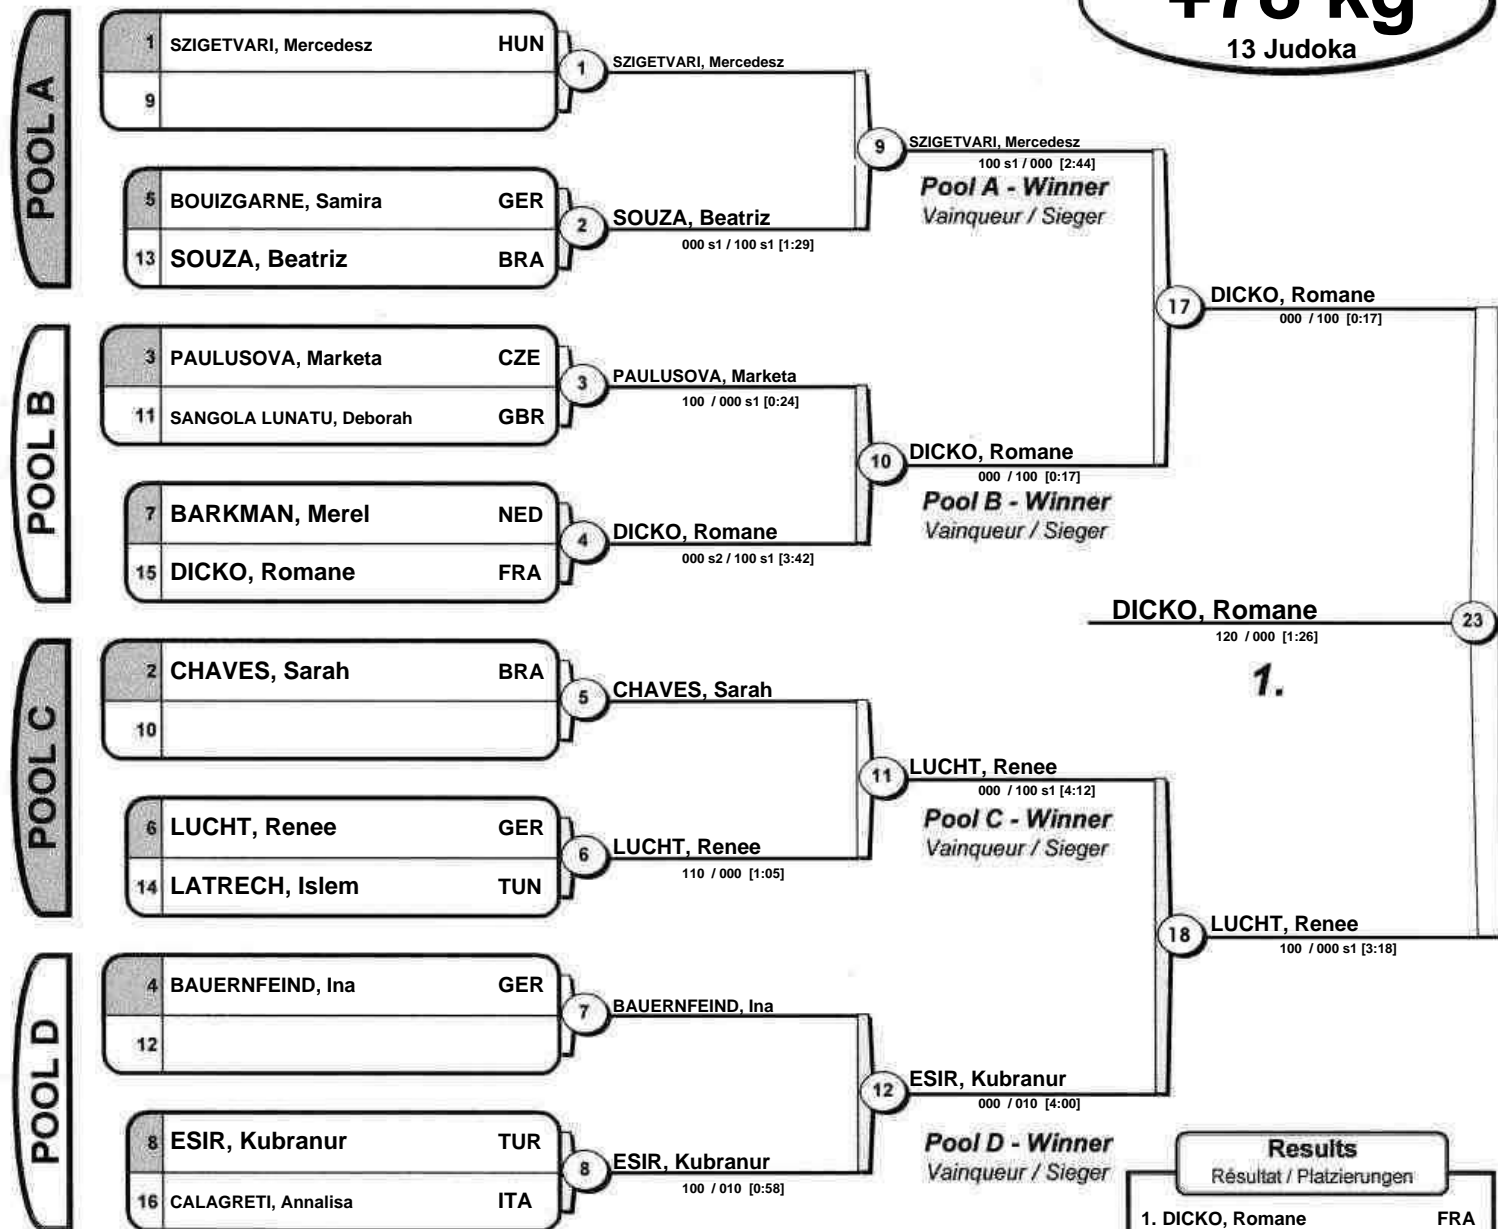 +78 kg
13 Judoka
POOL A
1 SZIGETVARI, Mercedesz HUN
9
1 SZIGETVARI, Mercedesz
5 BOUIZGARNE, Samira GER
13 SOUZA, Beatriz BRA
2 SOUZA, Beatriz
000 s1 / 100 s1 [1:29]
9 SZIGETVARI, Mercedesz
100 s1 / 000 [2:44]
Pool A - Winner
Vainqueur / Sieger
POOL B
3 PAULUSOVA, Marketa CZE
11 SANGOLA LUNATU, Deborah GBR
3 PAULUSOVA, Marketa
100 / 000 s1 [0:24]
7 BARKMAN, Merel NED
15 DICKO, Romane FRA
4 DICKO, Romane
000 s2 / 100 s1 [3:42]
10 DICKO, Romane
000 / 100 [0:17]
Pool B - Winner
Vainqueur / Sieger
17 DICKO, Romane
000 / 100 [0:17]
DICKO, Romane 23
120 / 000 [1:26]
1.
POOL C
2 CHAVES, Sarah BRA
10
5 CHAVES, Sarah
6 LUCHT, Renee GER
14 LATRECH, Islem TUN
6 LUCHT, Renee
110 / 000 [1:05]
11 LUCHT, Renee
000 / 100 s1 [4:12]
Pool C - Winner
Vainqueur / Sieger
POOL D
4 BAUERNFEIND, Ina GER
12
7 BAUERNFEIND, Ina
8 ESIR, Kubranur TUR
16 CALAGRETI, Annalisa ITA
8 ESIR, Kubranur
100 / 010 [0:58]
12 ESIR, Kubranur
000 / 010 [4:00]
Pool D - Winner
Vainqueur / Sieger
18 LUCHT, Renee
100 / 000 s1 [3:18]
Results
Résultat / Platzierungen
1. DICKO, Romane FRA